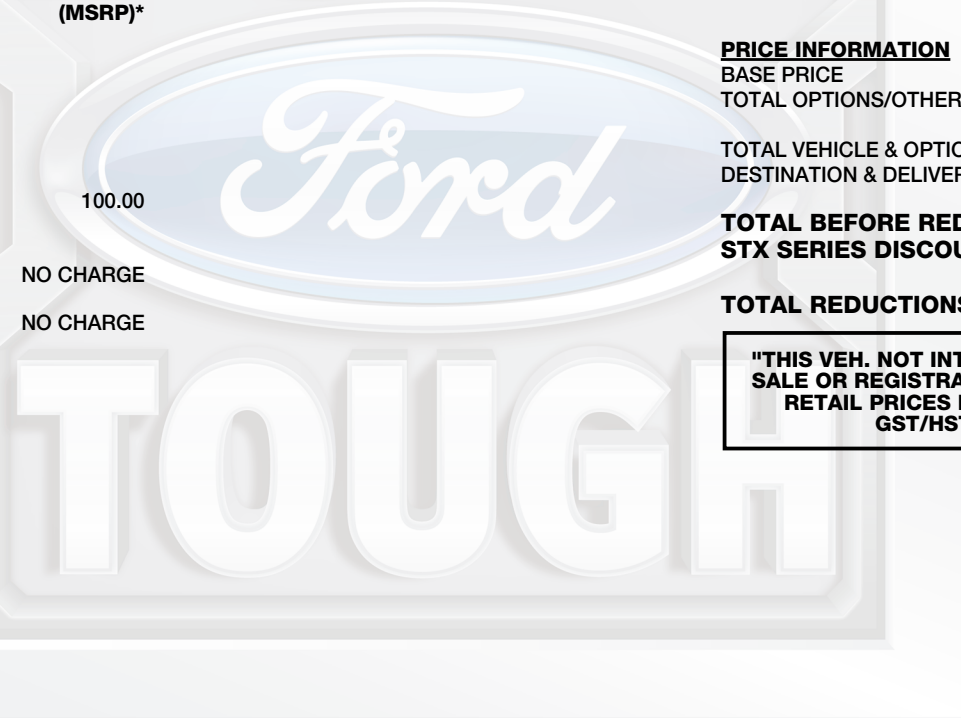 (MSRP)*
100.00
NO CHARGE
NO CHARGE
Ford
TOUGH
PRICE INFORMATION
BASE PRICE
TOTAL OPTIONS/OTHER
TOTAL VEHICLE & OPTIO
DESTINATION & DELIVER
TOTAL BEFORE RED
STX SERIES DISCOU
TOTAL REDUCTIONS
"THIS VEH. NOT INT
SALE OR REGISTRA
RETAIL PRICES
GST/HST